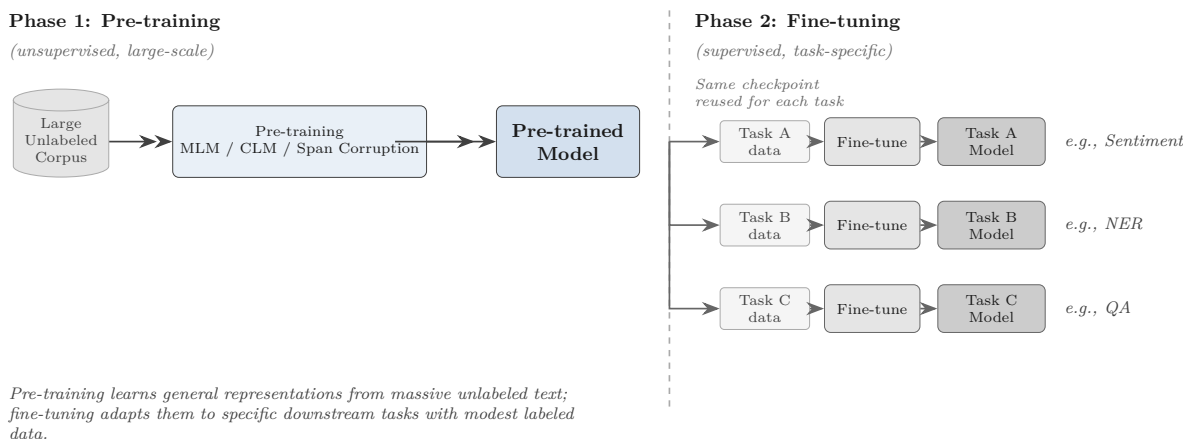 Phase 1: Pre-training
(unsupervised, large-scale)
Large
Unlabeled
Corpus
Pre-training
MLM / CLM / Span Corruption
Pre-trained
Model
Phase 2: Fine-tuning
(supervised, task-specific)
Same checkpoint
reused for each task
Task A
data
Fine-tune
Task A
Model
e.g., Sentiment
Task B
data
Fine-tune
Task B
Model
e.g., NER
Task C
data
Fine-tune
Task C
Model
e.g., QA
Pre-training learns general representations from massive unlabeled text;
fine-tuning adapts them to specific downstream tasks with modest labeled
data.